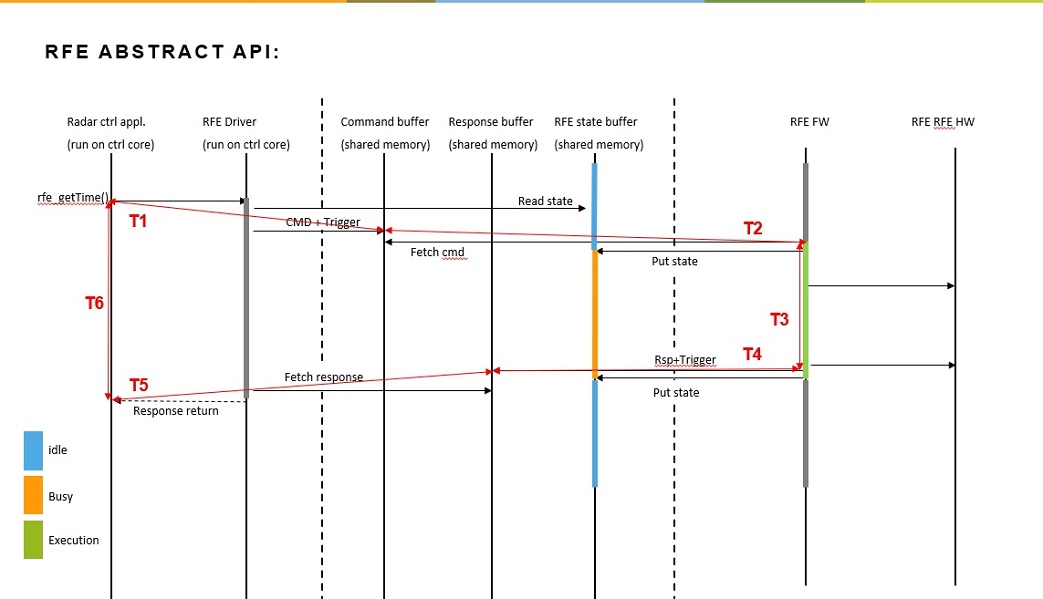 RFE ABSTRACT API:
Radar ctrl appl.
(run on ctrl core)
RFE Driver
(run on ctrl core)
Command buffer
(shared memory)
Response buffer
(shared memory)
RFE state buffer
(shared memory)
RFE FW
RFE RFE HW
rfe_getTime()
Read state
T1
CMD + Trigger
T2
Fetch cmd
Put state
T6
T3
Rsp+Trigger
T4
Fetch response
T5
Put state
Response return
idle
Busy
Execution